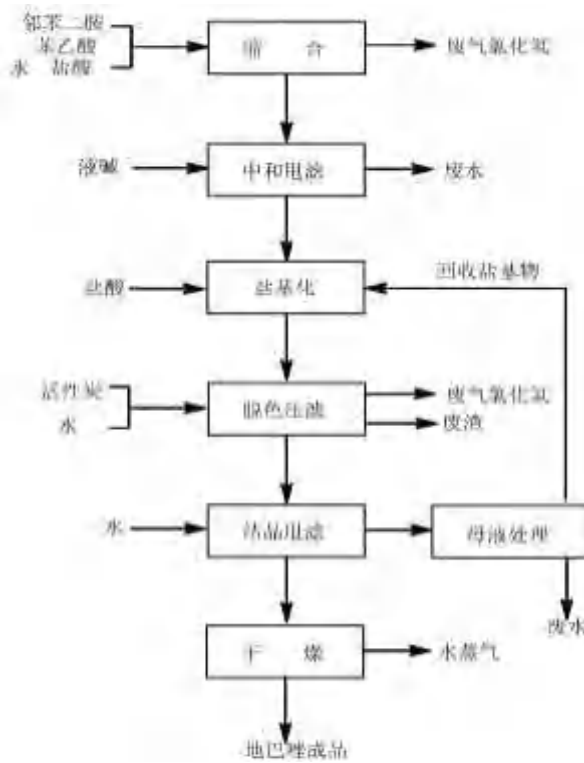 邻苯二胺
苯乙酸
水 盐酸
缩 合
废气氯化氢
液碱
中和甩滤
废水
盐酸
盐基化
回收盐基物
活性炭
水
脱色压滤
废气氯化氢
废渣
水
结晶甩滤
母液处理
废水
干 燥
水蒸气
地巴唑成品